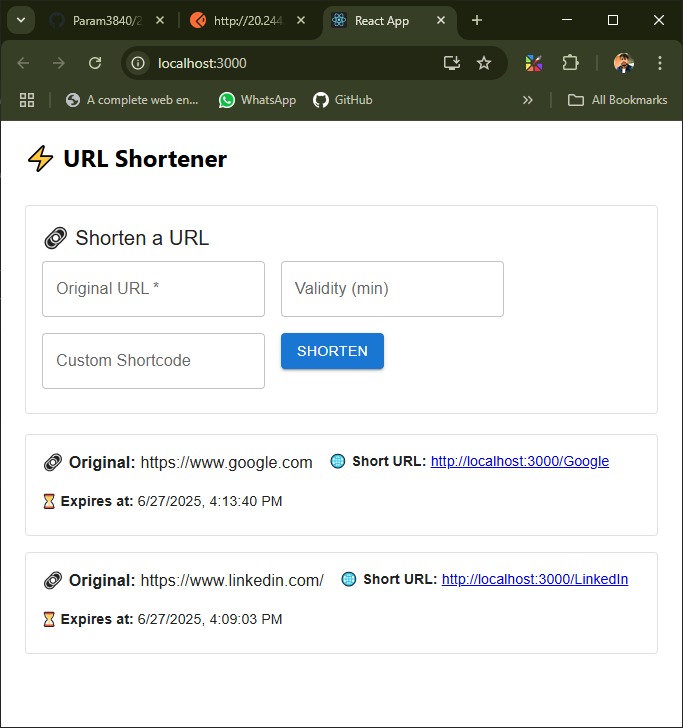 Param3840/2
http://20.244
React App
localhost:3000
A complete web en...
WhatsApp
GitHub
»
All Bookmarks
⚡ URL Shortener
🔗 Shorten a URL
Original URL *
Validity (min)
Custom Shortcode
SHORTEN
🔗 Original: https://www.google.com 🌐 Short URL: http://localhost:3000/Google
⏳ Expires at: 6/27/2025, 4:13:40 PM
🔗 Original: https://www.linkedin.com/ 🌐 Short URL: http://localhost:3000/LinkedIn
⏳ Expires at: 6/27/2025, 4:09:03 PM